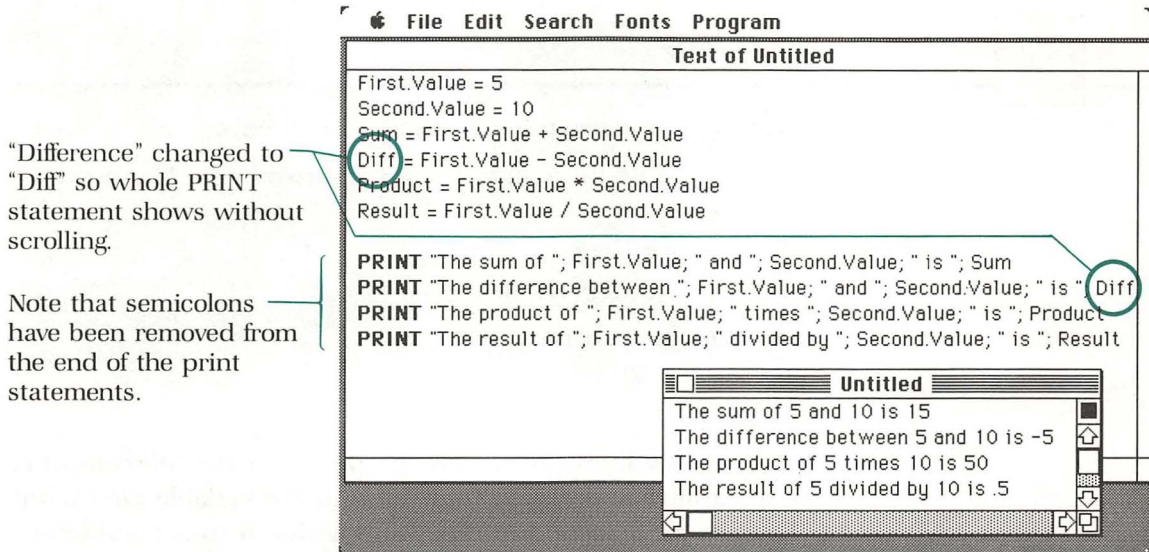 File Edit Search Fonts Program
Text of Untitled
First.Value = 5
Second.Value = 10
Sum = First.Value + Second.Value
Diff = First.Value - Second.Value
Product = First.Value * Second.Value
Result = First.Value / Second.Value
PRINT "The sum of "; First.Value; " and "; Second.Value; " is "; Sum
PRINT "The difference between "; First.Value; " and "; Second.Value; " is "; Diff
PRINT "The product of "; First.Value; " times "; Second.Value; " is "; Product
PRINT "The result of "; First.Value; " divided by "; Second.Value; " is "; Result
"Difference" changed to
"Diff" so whole PRINT
statement shows without
scrolling.
Note that semicolons
have been removed from
the end of the print
statements.
Untitled
The sum of 5 and 10 is 15
The difference between 5 and 10 is -5
The product of 5 times 10 is 50
The result of 5 divided by 10 is .5